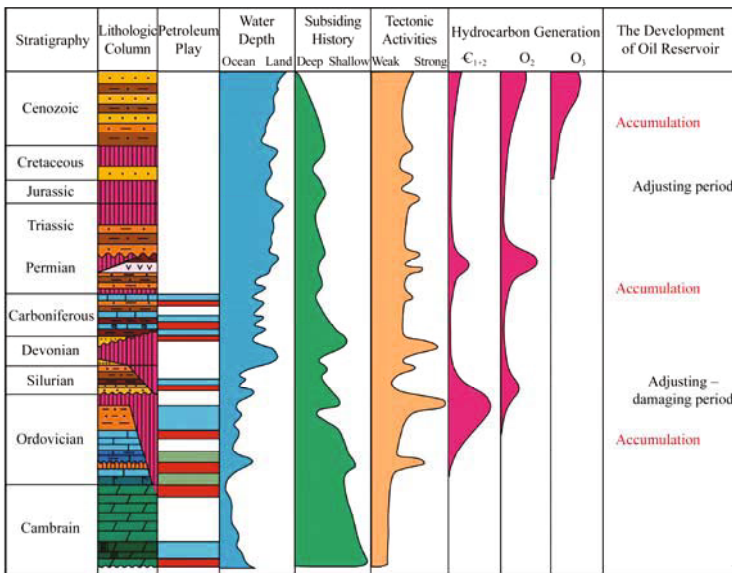 Stratigraphy
Lithologic
Column
Petroleum
Play
Water
Depth
Ocean Land
Subsiding
History
Deep Shallow
Tectonic
Activities
Weak Strong
Hydrocarbon Generation
Є1+2
O2
O3
The Development
of Oil Reservoir
Cenozoic
Accumulation
Cretaceous
Jurassic
Adjusting period
Triassic
Permian
v v v
Accumulation
Carboniferous
Devonian
Silurian
Adjusting –
damaging period
Ordovician
Accumulation
Cambrain